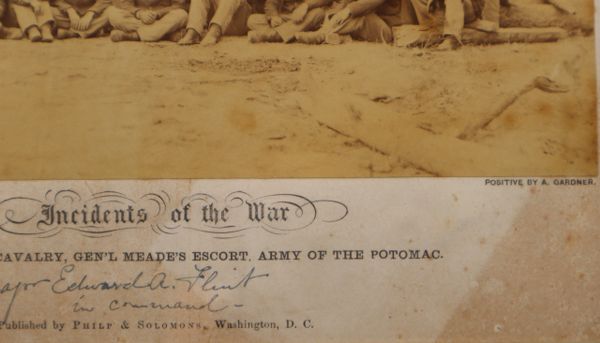 POSITIVE BY A. GARDNER.
Incidents of the War
CAVALRY, GEN'L MEADE'S ESCORT, ARMY OF THE POTOMAC.
ajor Edward A. Flint
in command -
Published by PHILP & SOLOMONS, Washington, D. C.